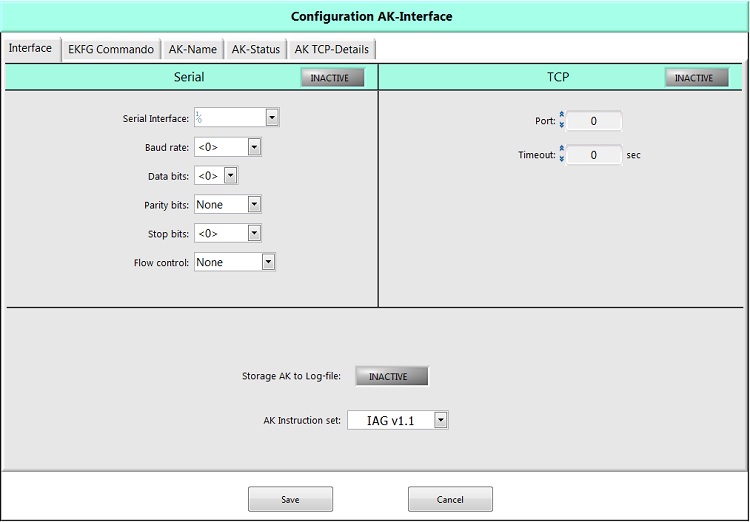 Configuration AK-Interface
Interface EKFG Commando AK-Name AK-Status AK TCP-Details
Serial INACTIVE TCP INACTIVE
Serial Interface:
Baud rate: <0>
Data bits: <0>
Parity bits: None
Stop bits: <0>
Flow control: None
Port: 0
Timeout: 0 sec
Storage AK to Log-file: INACTIVE
AK Instruction set: IAG v1.1
Save Cancel